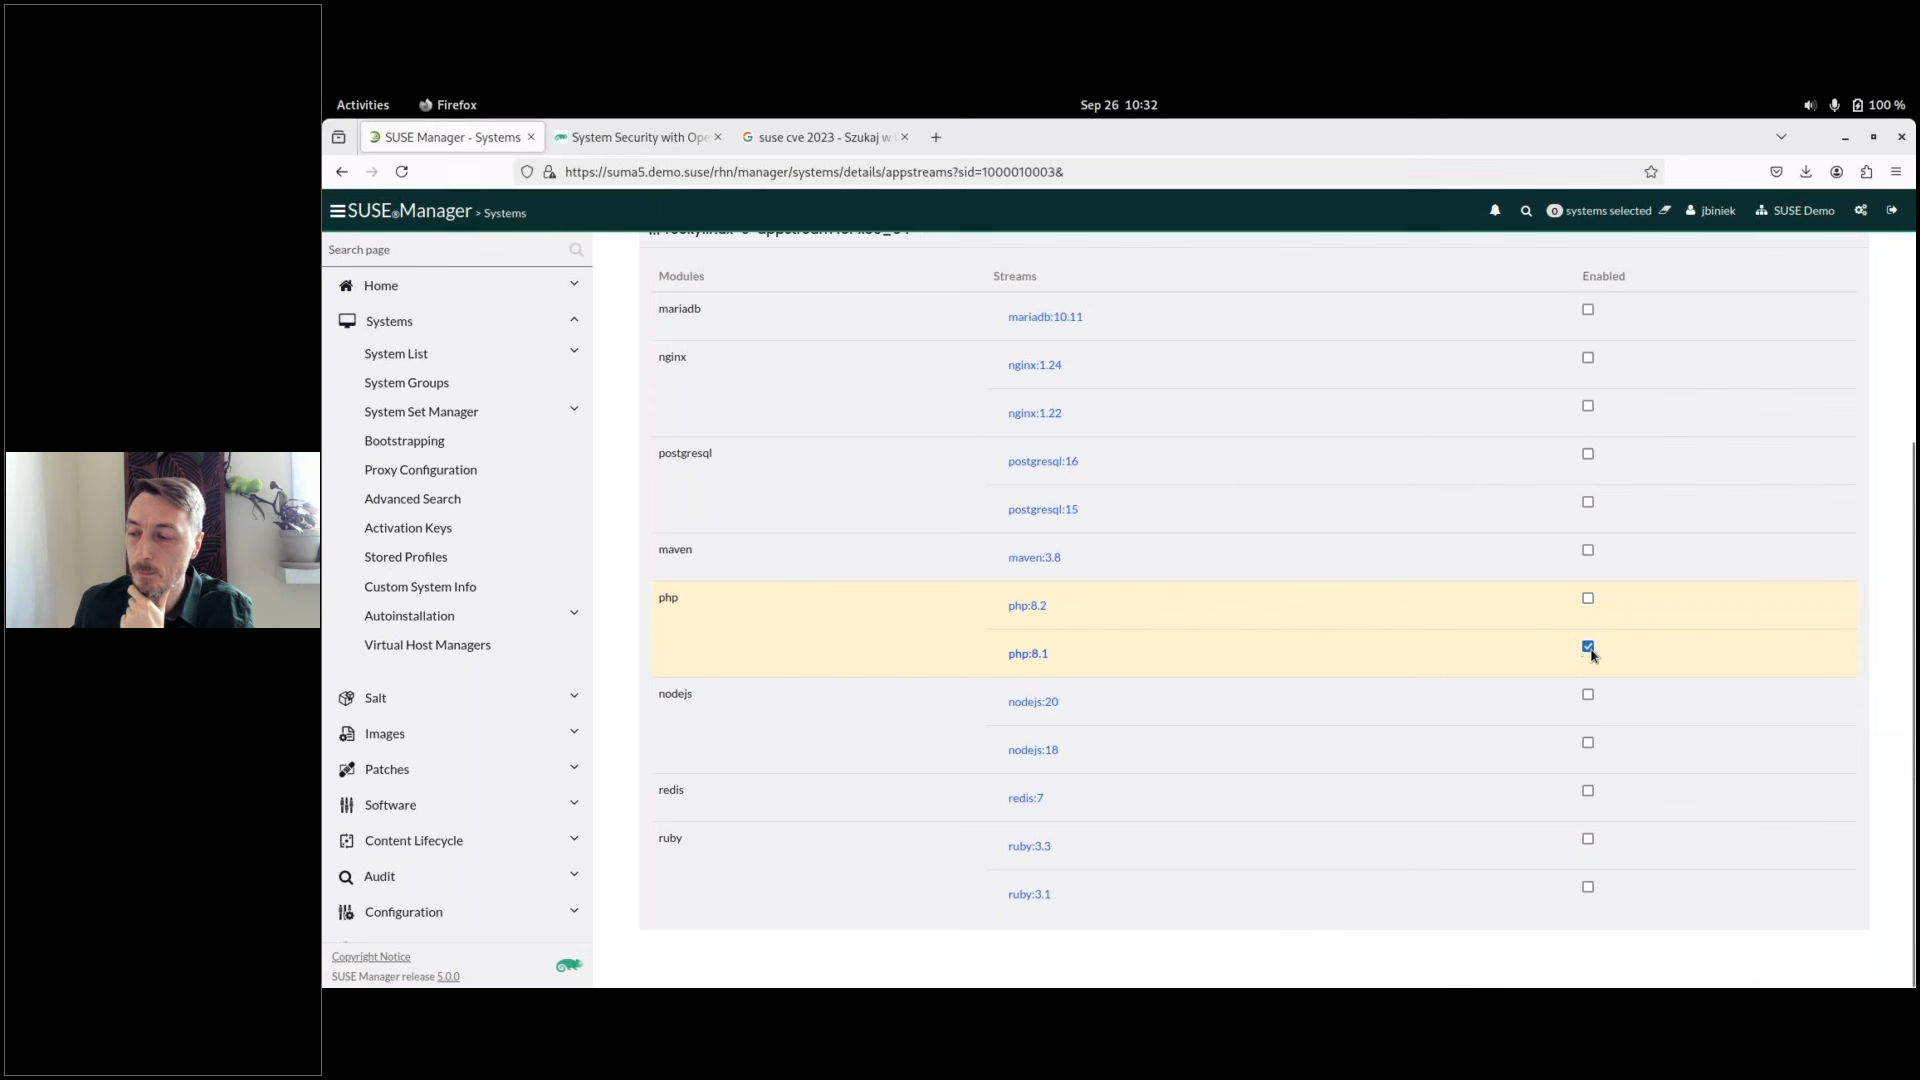 Activities
Firefox
Sep 26 10:32
100 %
SUSE Manager - Systems
System Security with Ope
suse cve 2023 - Szukaj w
https://suma5.demo.suse/rhn/manager/systems/details/appstreams?sid=1000010003&
SUSE®Manager > Systems
0 systems selected
jbiniek
SUSE Demo
Search page
Home
Systems
System List
System Groups
System Set Manager
Bootstrapping
Proxy Configuration
Advanced Search
Activation Keys
Stored Profiles
Custom System Info
Autoinstallation
Virtual Host Managers
Salt
Images
Patches
Software
Content Lifecycle
Audit
Configuration
Copyright Notice
SUSE Manager release 5.0.0
Modules Streams Enabled
mariadb
mariadb:10.11
nginx
nginx:1.24
nginx:1.22
postgresql
postgresql:16
postgresql:15
maven
maven:3.8
php
php:8.2
php:8.1
nodejs
nodejs:20
nodejs:18
redis
redis:7
ruby
ruby:3.3
ruby:3.1